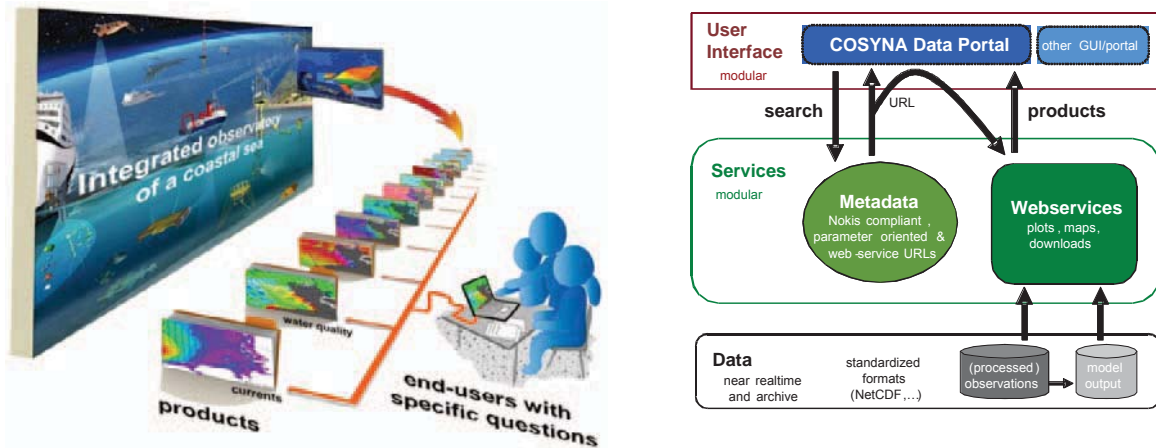 Integrated observatory
of a coastal sea
water quality
currents
products
end-users with
specific questions
User
Interface
modular
COSYNA Data Portal
other GUI/portal
search
URL
products
Services
modular
Metadata
Nokis compliant ,
parameter oriented &
web-service URLs
Webservices
plots, maps,
downloads
Data
near realtime
and archive
standardized
formats
(NetCDF,…)
(processed)
observations
model
output